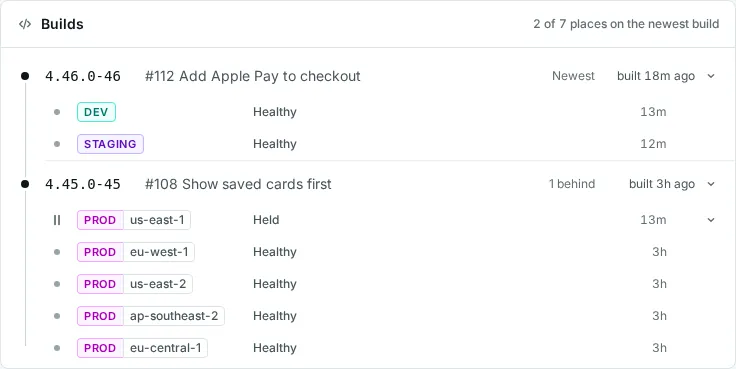 Builds 2 of 7 places on the newest build
4.46.0-46 #112 Add Apple Pay to checkout Newest built 18m ago
DEV Healthy 13m
STAGING Healthy 12m
4.45.0-45 #108 Show saved cards first 1 behind built 3h ago
PROD us-east-1 Held 13m
PROD eu-west-1 Healthy 3h
PROD us-east-2 Healthy 3h
PROD ap-southeast-2 Healthy 3h
PROD eu-central-1 Healthy 3h